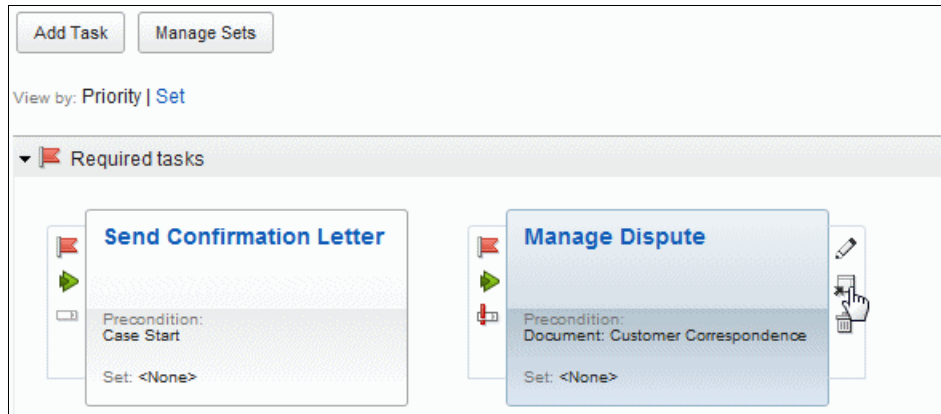 Add Task Manage Sets
View by: Priority | Set
Required tasks
Send Confirmation Letter Manage Dispute
Precondition: Precondition:
Case Start Document: Customer Correspondence
Set: <None> Set: <None>